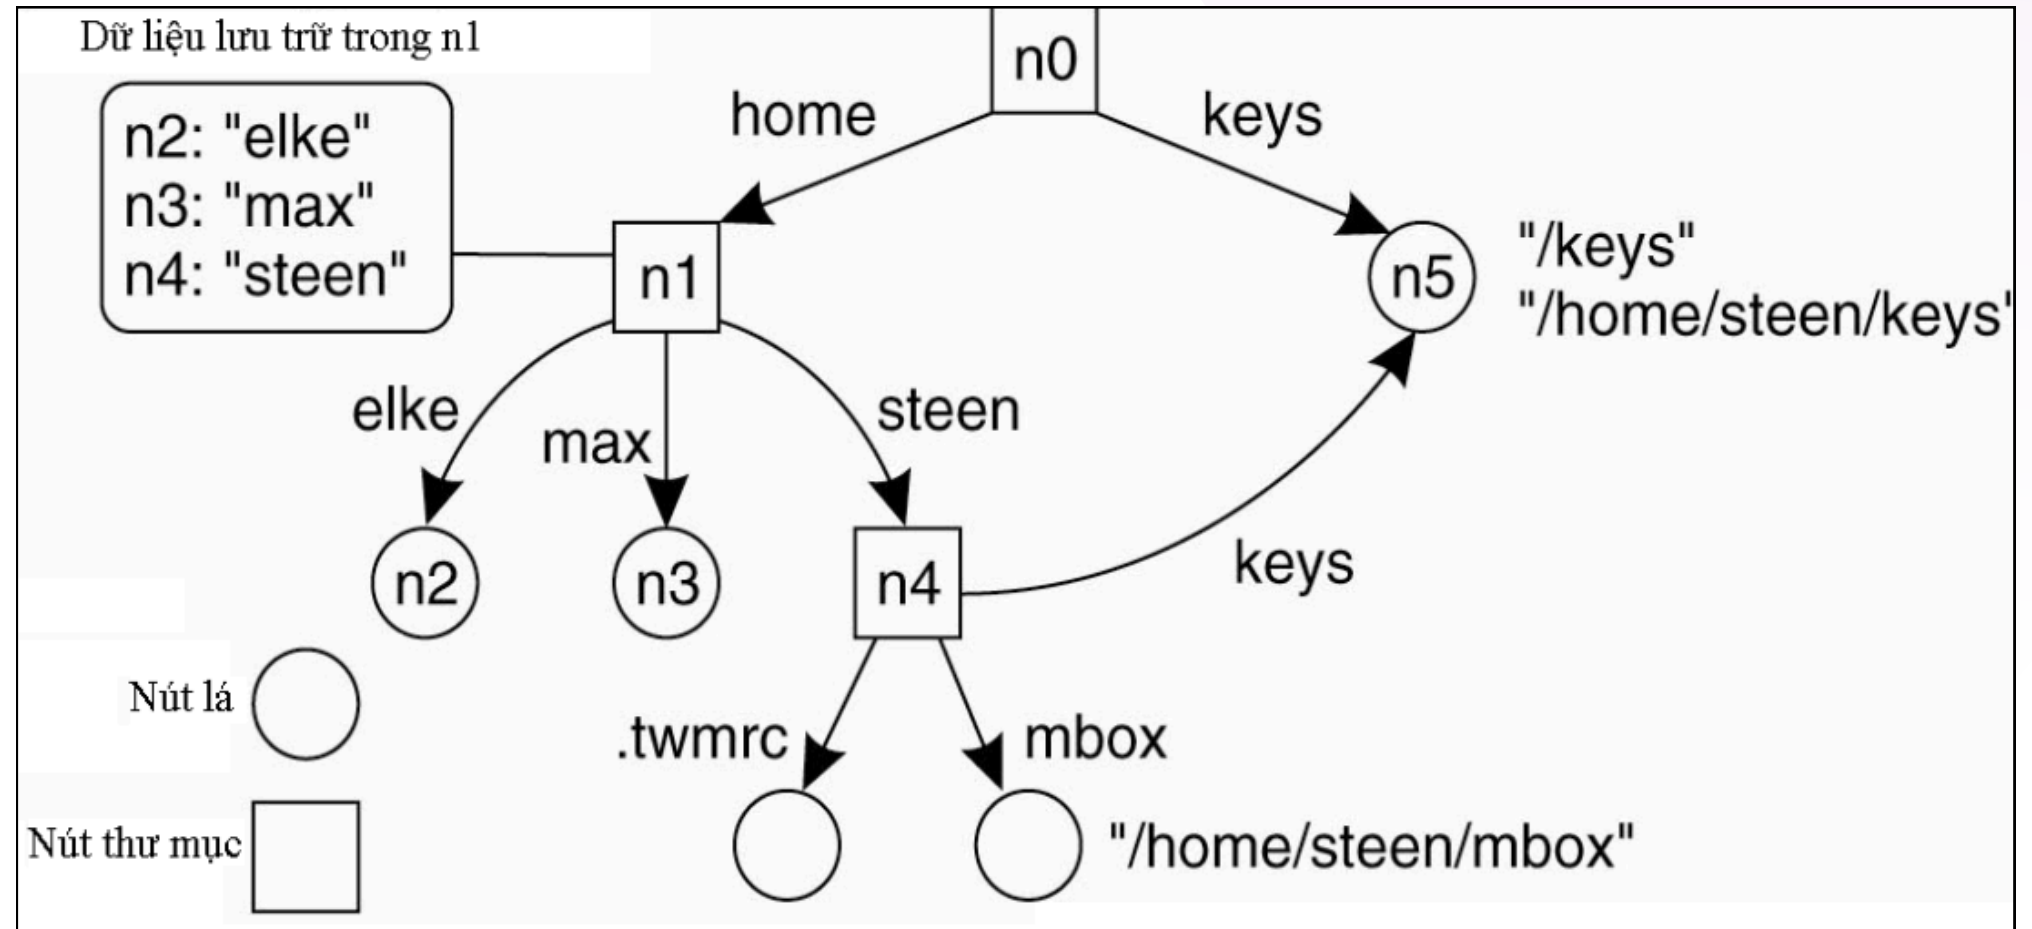 Dữ liệu lưu trữ trong n1
n0
home
keys
n2: "elke"
n3: "max"
n4: "steen"
n1
n5
"/keys"
"/home/steen/keys"
elke
max
steen
n2
n3
n4
keys
Nút lá
.twmrc
mbox
Nút thư mục
"/home/steen/mbox"